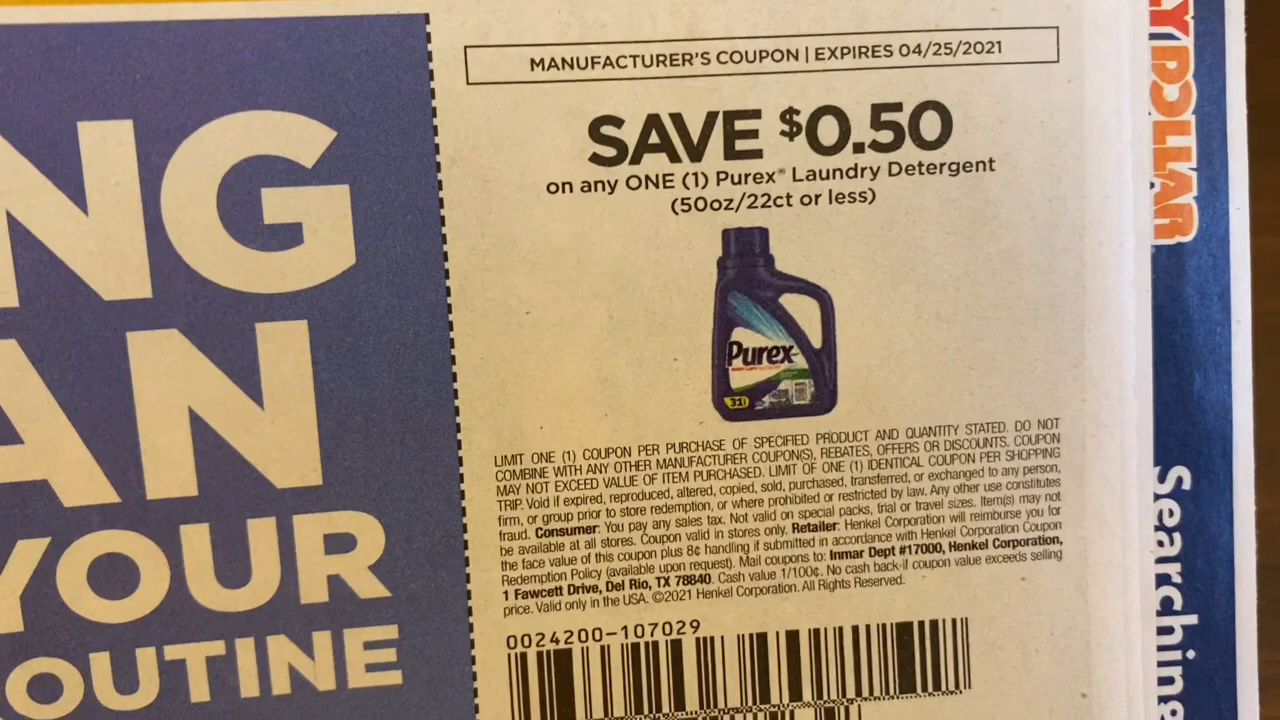 NG
AN
YOUR
OUTINE
MANUFACTURER'S COUPON | EXPIRES 04/25/2021
SAVE $0.50
on any ONE (1) Purex® Laundry Detergent
(50oz/22ct or less)
Purex
LIMIT ONE (1) COUPON PER PURCHASE OF SPECIFIED PRODUCT AND QUANTITY STATED. DO NOT
COMBINE WITH ANY OTHER MANUFACTURER COUPON(S), REBATES, OFFERS OR DISCOUNTS. COUPON
MAY NOT EXCEED VALUE OF ITEM PURCHASED. LIMIT OF ONE (1) IDENTICAL COUPON PER SHOPPING
TRIP. Void if expired, reproduced, altered, copied, sold, purchased, transferred, or exchanged to any person,
firm, or group prior to store redemption, or where prohibited or restricted by law. Any other use constitutes
fraud. Consumer: You pay any sales tax. Not valid on special packs, trial or travel sizes. Item(s) may not
be available at all stores. Coupon valid in stores only. Retailer: Henkel Corporation will reimburse you for
the face value of this coupon plus 8¢ handling if submitted in accordance with Henkel Corporation Coupon
Redemption Policy (available upon request). Mail coupons to: Inmar Dept #17000, Henkel Corporation,
1 Fawcett Drive, Del Rio, TX 78840. Cash value 1/100¢. No cash back if coupon value exceeds selling
price. Valid only in the USA. ©2021 Henkel Corporation. All Rights Reserved.
0024200-107029
Y DOLLAR
Searching